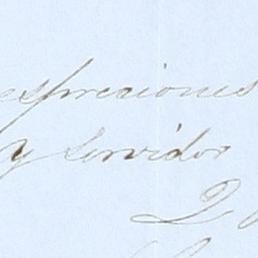 expresiones
y servidor
Q